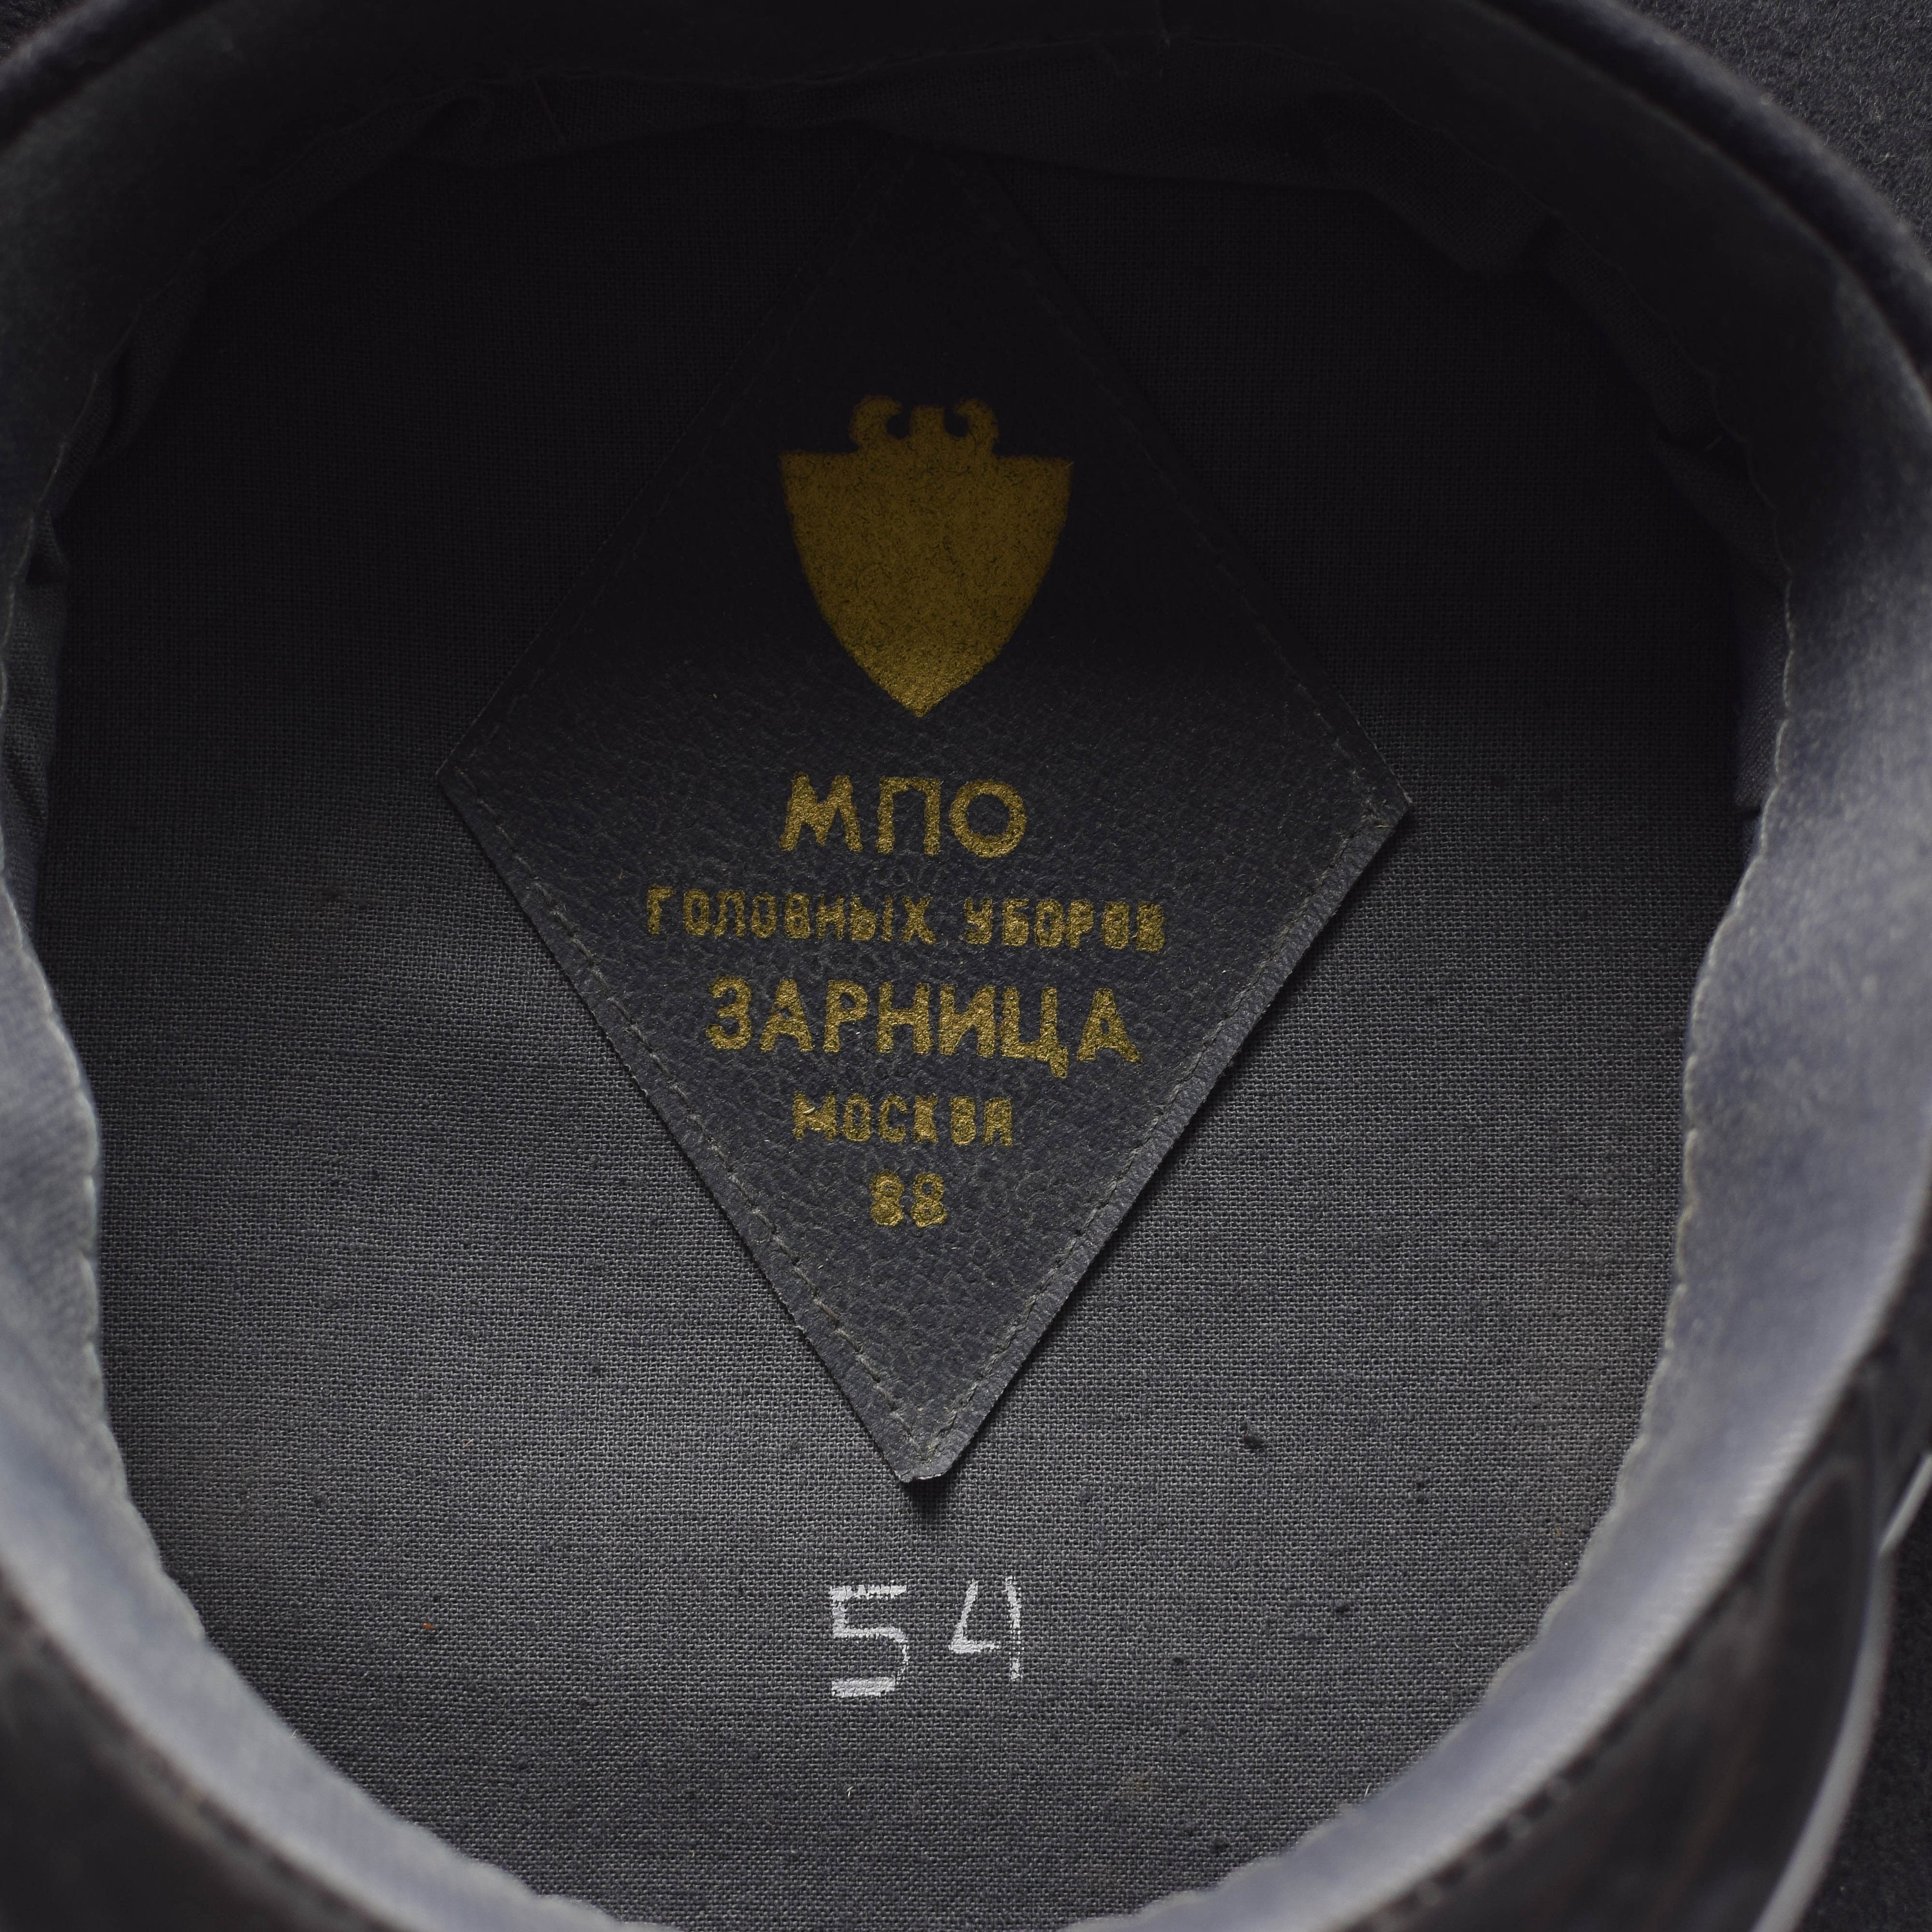 МПО
ГОЛОВНЫХ УБОРОВ
ЗАРНИЦА
МОСКВА
88
54